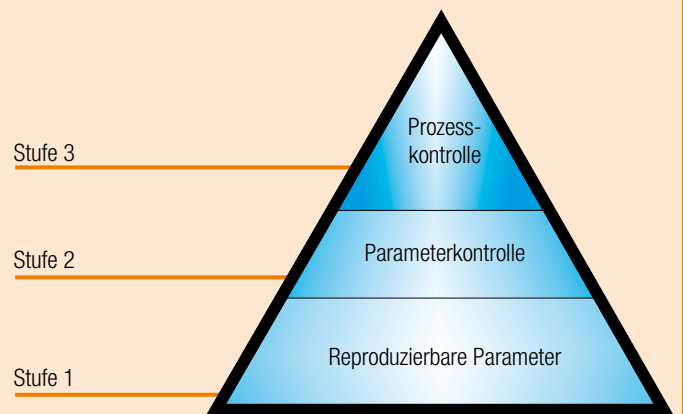 Prozess-
kontrolle
Stufe 3
Parameterkontrolle
Stufe 2
Reproduzierbare Parameter
Stufe 1